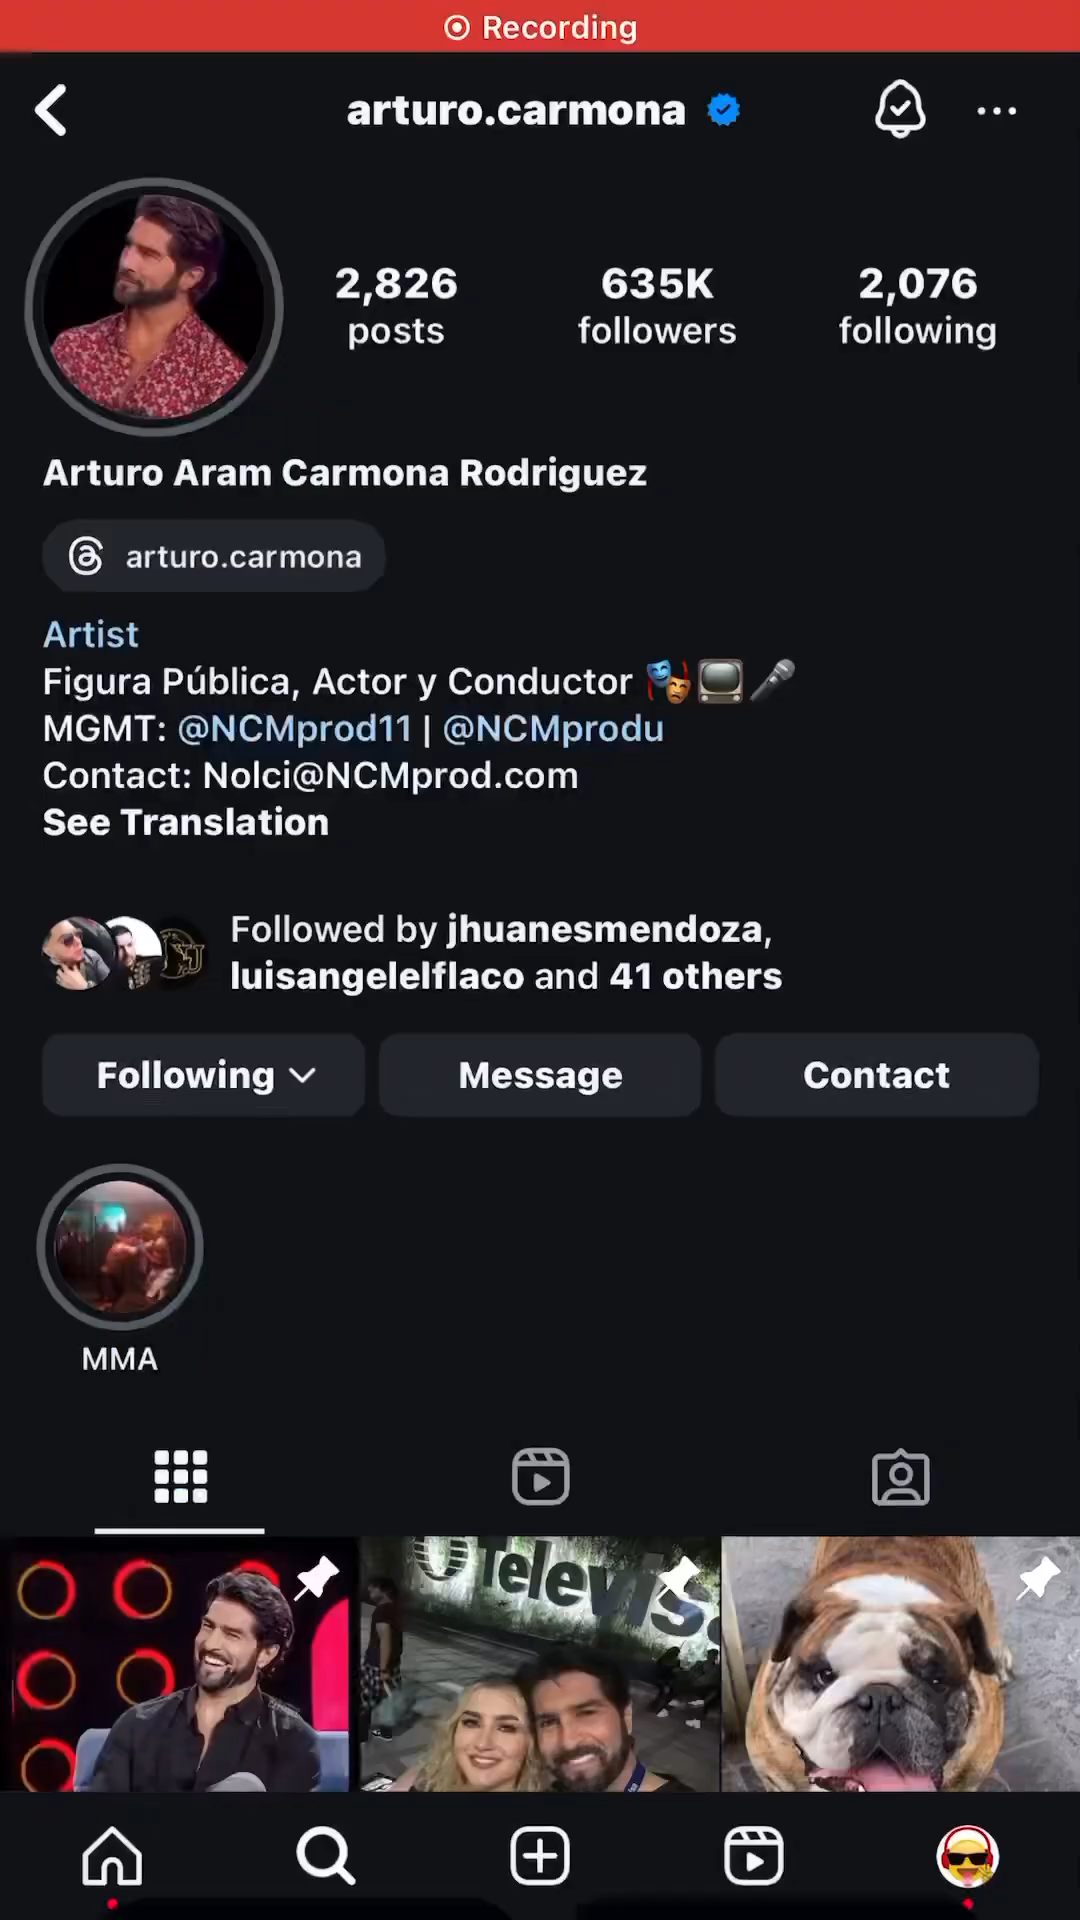 Recording
arturo.carmona
2,826
posts
635K
followers
2,076
following
Arturo Aram Carmona Rodriguez
arturo.carmona
Artist
Figura Pública, Actor y Conductor
MGMT: @NCMprod11 | @NCMprodu
Contact: Nolci@NCMprod.com
See Translation
Followed by jhuanesmendoza,
luisangelelflaco and 41 others
Following
Message
Contact
MMA
Televis